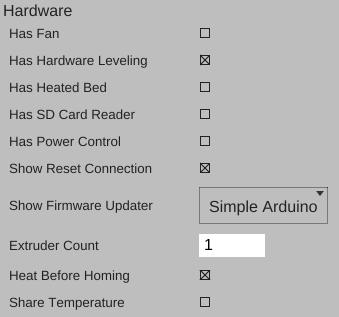 Hardware
Has Fan
Has Hardware Leveling
Has Heated Bed
Has SD Card Reader
Has Power Control
Show Reset Connection
Show Firmware Updater Simple Arduino
Extruder Count 1
Heat Before Homing
Share Temperature